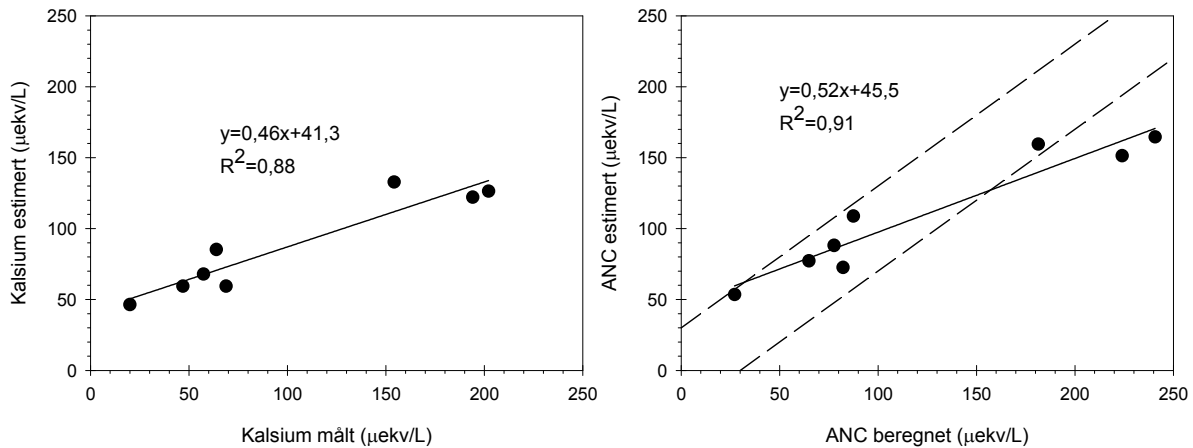 Kalsium estimert (µekv/L)
250
200
150
100
50
0
y=0,46x+41,3
R²=0,88
0 50 100 150 200 250
Kalsium målt (µekv/L)
ANC estimert (µekv/L)
250
200
150
100
50
0
y=0,52x+45,5
R²=0,91
0 50 100 150 200 250
ANC beregnet (µekv/L)